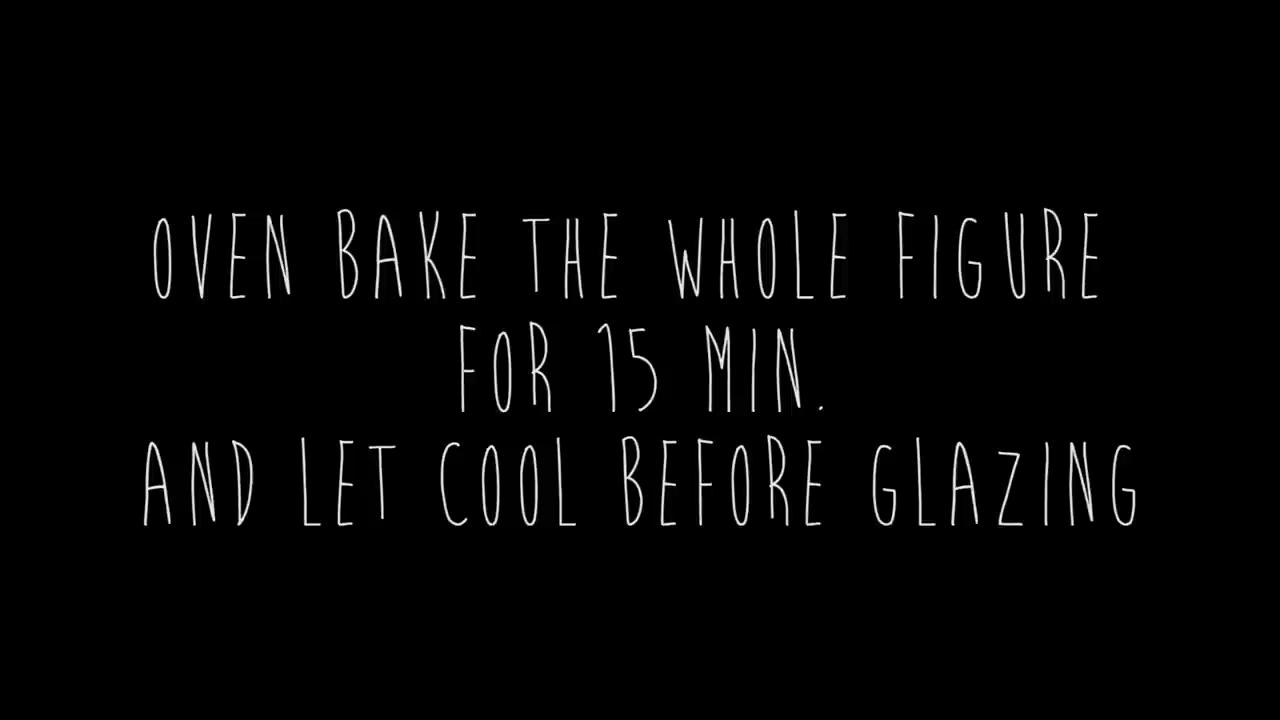 OVEN BAKE THE WHOLE FIGURE
FOR 15 MIN.
AND LET COOL BEFORE GLAZING